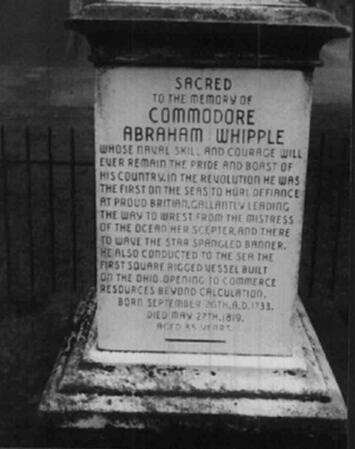 SACRED
TO THE MEMORY OF
COMMODORE
ABRAHAM WHIPPLE
WHOSE NAVAL SKILL AND COURAGE WILL
EVER REMAIN THE PRIDE AND BOAST OF
HIS COUNTRY. IN THE REVOLUTION HE WAS
THE FIRST ON THE SEAS TO HURL DEFIANCE
AT PROUD BRITIAN, GALLANTLY LEADING
THE WAY TO WREST FROM THE MISTRESS
OF THE OCEAN HER SCEPTER, AND THERE
TO WAVE THE STAR SPANGLED BANNER.
HE ALSO CONDUCTED TO THE SEA THE
FIRST SQUARE RIGGED VESSEL BUILT
ON THE OHIO, OPENING TO COMMERCE
RESOURCES BEYOND CALCULATION.
BORN SEPTEMBER 26TH, A.D. 1733.
DIED MAY 27TH, 1819.
AGED 85 YEARS